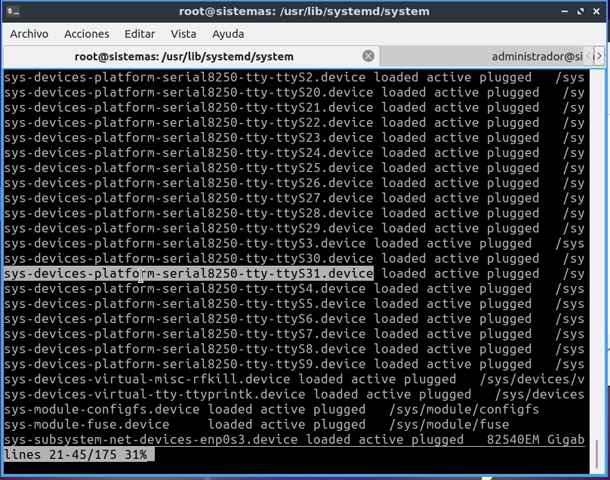 root@sistemas: /usr/lib/systemd/system
Archivo Acciones Editar Vista Ayuda
root@sistemas: /usr/lib/systemd/system administrador@si
sys-devices-platform-serial8250-tty-ttyS2.device loaded active plugged /sys
sys-devices-platform-serial8250-tty-ttyS20.device loaded active plugged /sy
sys-devices-platform-serial8250-tty-ttyS21.device loaded active plugged /sy
sys-devices-platform-serial8250-tty-ttyS22.device loaded active plugged /sy
sys-devices-platform-serial8250-tty-ttyS23.device loaded active plugged /sy
sys-devices-platform-serial8250-tty-ttyS24.device loaded active plugged /sy
sys-devices-platform-serial8250-tty-ttyS25.device loaded active plugged /sy
sys-devices-platform-serial8250-tty-ttyS26.device loaded active plugged /sy
sys-devices-platform-serial8250-tty-ttyS27.device loaded active plugged /sy
sys-devices-platform-serial8250-tty-ttyS28.device loaded active plugged /sy
sys-devices-platform-serial8250-tty-ttyS29.device loaded active plugged /sy
sys-devices-platform-serial8250-tty-ttyS3.device loaded active plugged /sys
sys-devices-platform-serial8250-tty-ttyS30.device loaded active plugged /sy
sys-devices-platform-serial8250-tty-ttyS31.device loaded active plugged /sy
sys-devices-platform-serial8250-tty-ttyS4.device loaded active plugged /sys
sys-devices-platform-serial8250-tty-ttyS5.device loaded active plugged /sys
sys-devices-platform-serial8250-tty-ttyS6.device loaded active plugged /sys
sys-devices-platform-serial8250-tty-ttyS7.device loaded active plugged /sys
sys-devices-platform-serial8250-tty-ttyS8.device loaded active plugged /sys
sys-devices-platform-serial8250-tty-ttyS9.device loaded active plugged /sys
sys-devices-virtual-misc-rfkill.device loaded active plugged /sys/devices/v
sys-devices-virtual-tty-ttyprintk.device loaded active plugged /sys/devices
sys-module-configfs.device loaded active plugged /sys/module/configfs
sys-module-fuse.device loaded active plugged /sys/module/fuse
sys-subsystem-net-devices-enp0s3.device loaded active plugged 82540EM Gigab
lines 21-45/175 31%